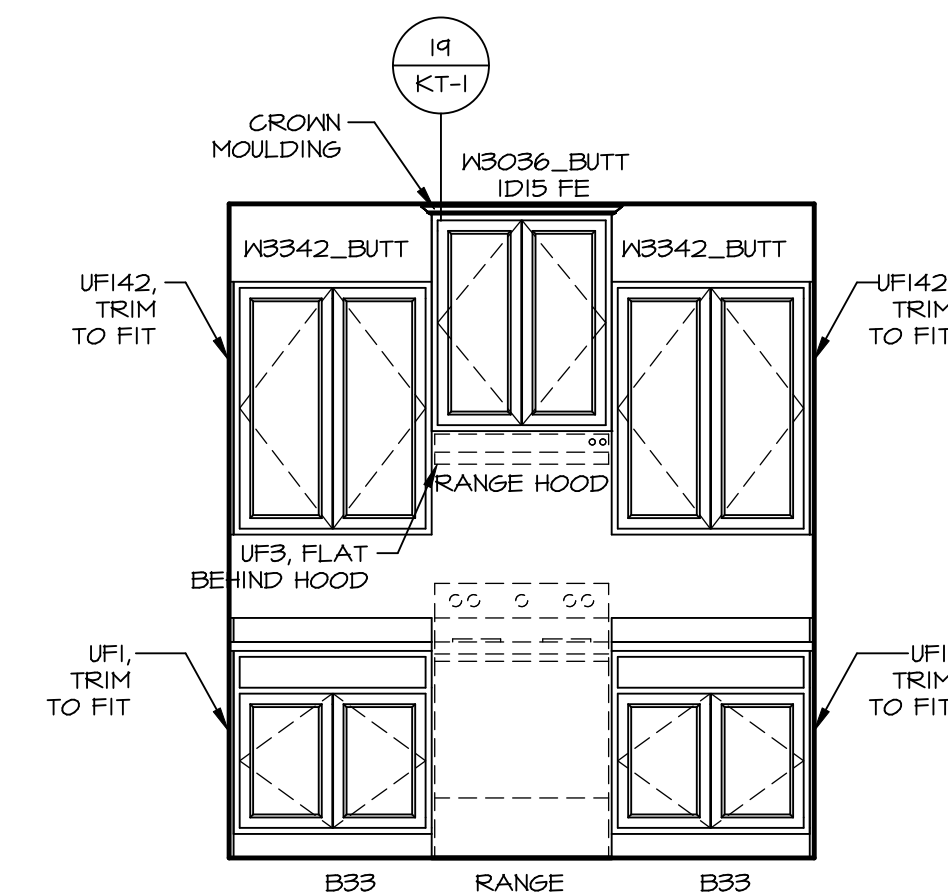 19
KT-1
CROWN
MOULDING
W3036_BUTT
1D15 FE
W3342_BUTT
W3342_BUTT
UF142,
TRIM
TO FIT
UF142
TRIM
TO FIT
RANGE HOOD
UF3, FLAT
BEHIND HOOD
UF1,
TRIM
TO FIT
UF1
TRIM
TO FIT
B33
RANGE
B33